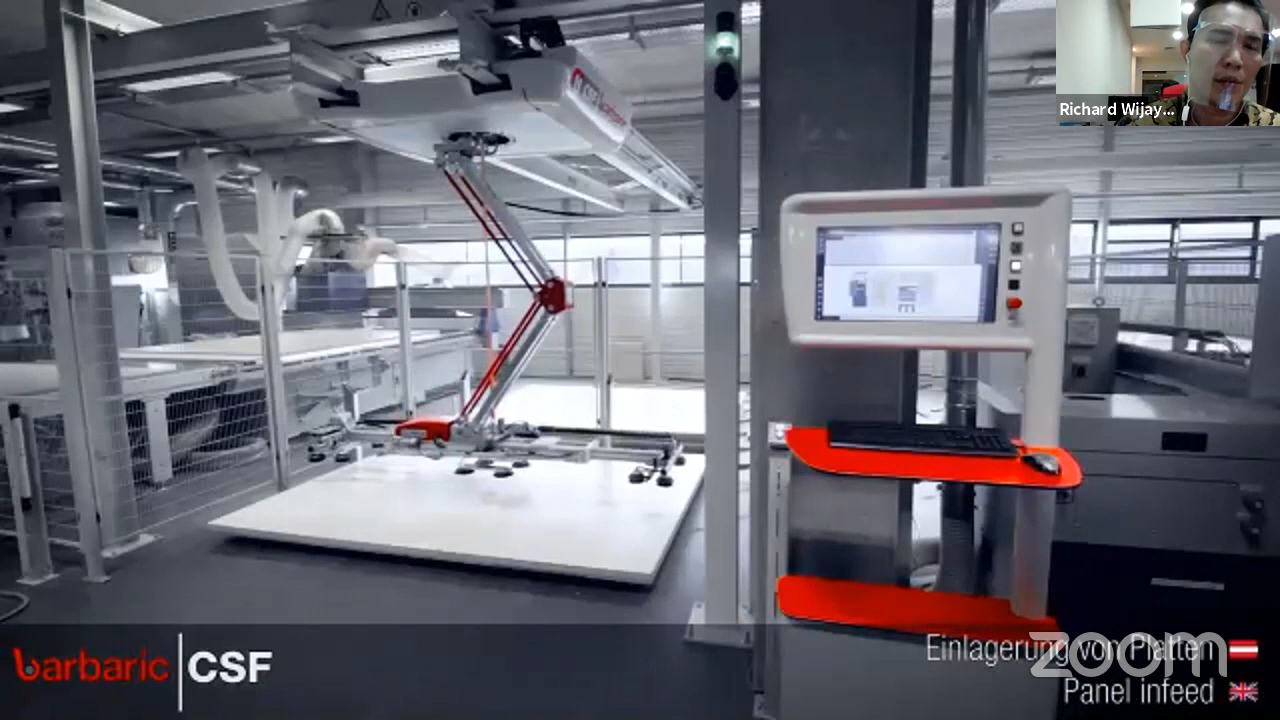 Richard Wijay...
barbaric CSF
Einlagerung von Platten
zoom
Panel infeed